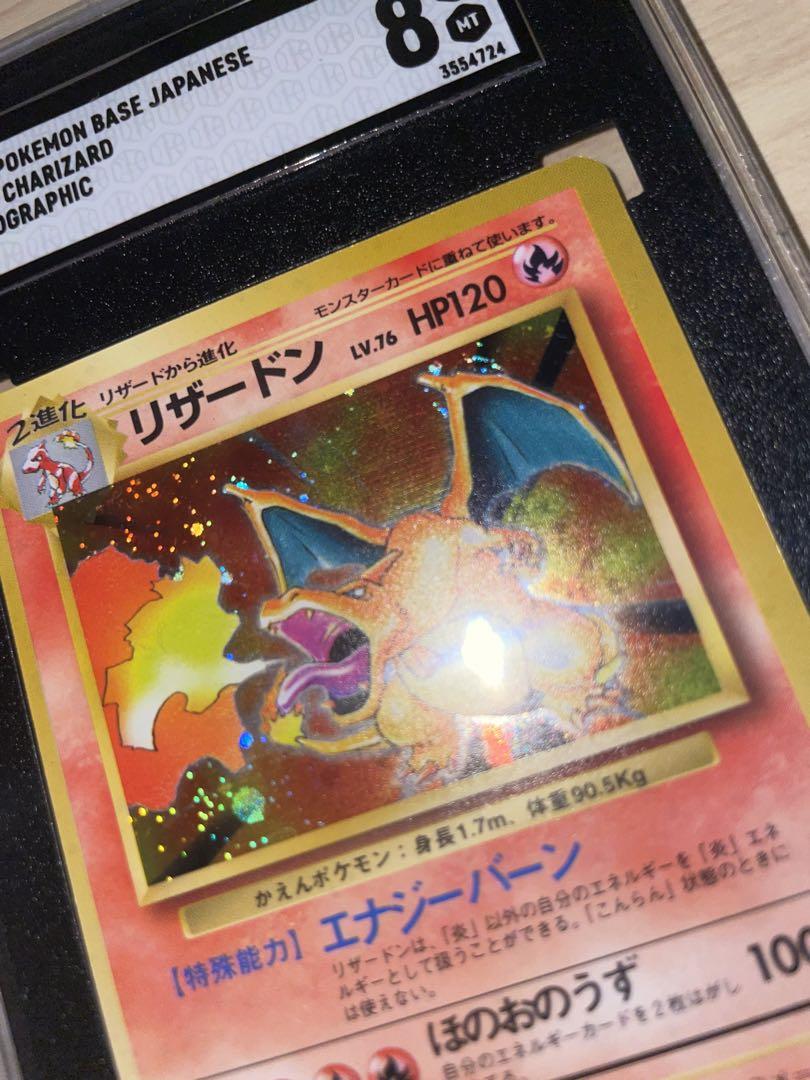 POKEMON BASE JAPANESE
CHARIZARD
OGRAPHIC
8
MT
3554724
モンスターカードに重ねて使います。
2進化
リザードから進化
リザードン
LV.76
HP120
かえんポケモン:身長1.7m、体重90.5Kg
【特殊能力】エナジーバーン
リザードンは、「炎」以外の自分のエネルギーを「炎」エネ
ルギーとして扱うことができる。「こんらん」状態のときに
は使えない。
ほのおのうず
100
自分のエネルギーカードを2枚はがし